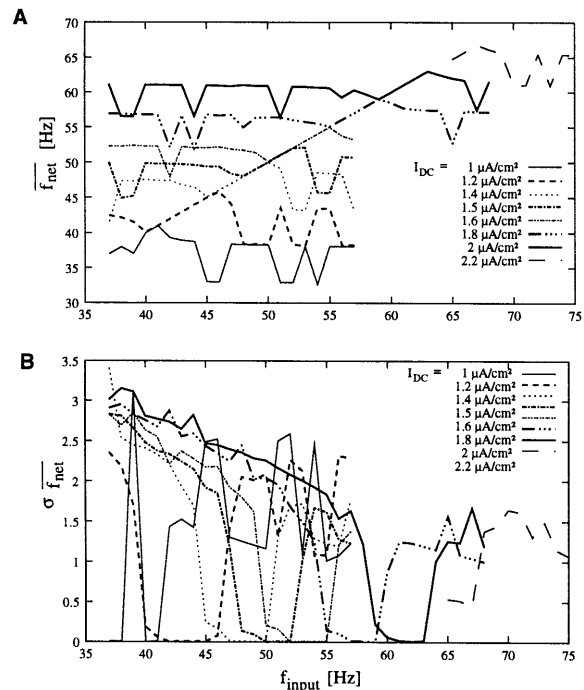 A
70
65
60
55
50
45
40
35
30
f_net [Hz]
I_DC =
1 μA/cm²
1.2 μA/cm²
1.4 μA/cm²
1.5 μA/cm²
1.6 μA/cm²
1.8 μA/cm²
2 μA/cm²
2.2 μA/cm²
35 40 45 50 55 60 65 70 75
B
3.5
3
2.5
2
1.5
1
0.5
0
σ f_net
I_DC =
1 μA/cm²
1.2 μA/cm²
1.4 μA/cm²
1.5 μA/cm²
1.6 μA/cm²
1.8 μA/cm²
2 μA/cm²
2.2 μA/cm²
35 40 45 50 55 60 65 70 75
f_input [Hz]